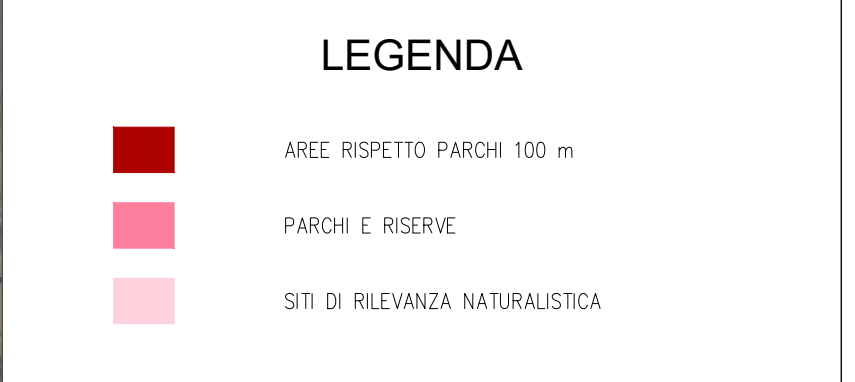 LEGENDA
AREE RISPETTO PARCHI 100 m
PARCHI E RISERVE
SITI DI RILEVANZA NATURALISTICA